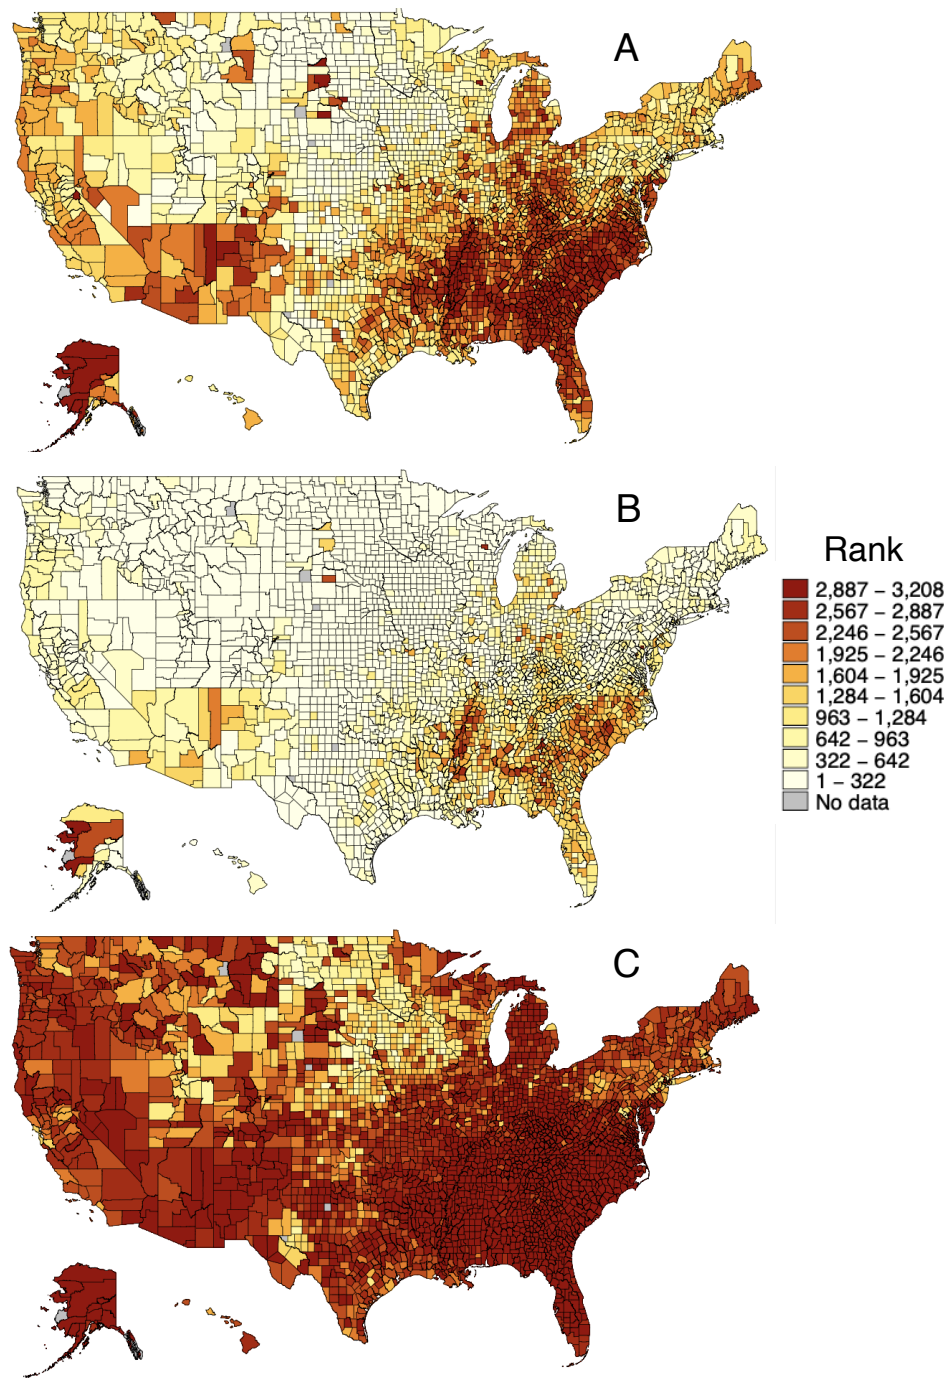 A
B
Rank
2,887 – 3,208
2,567 – 2,887
2,246 – 2,567
1,925 – 2,246
1,604 – 1,925
1,284 – 1,604
963 – 1,284
642 – 963
322 – 642
1 – 322
No data
C